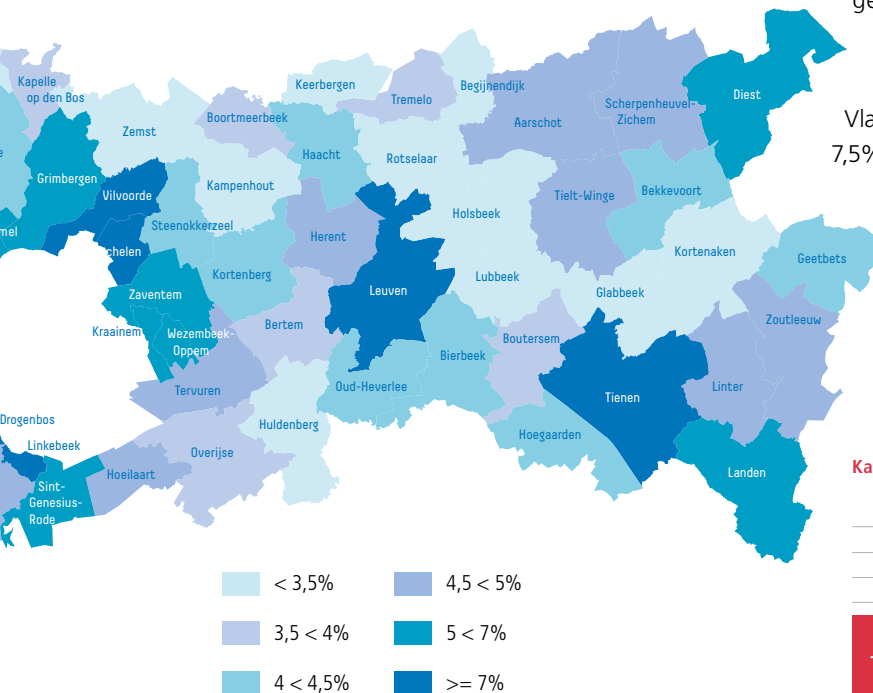 ge
Kapelle
op den Bos
Keerbergen
Begijnendijk
Tremelo
Diest
Scherpenheuvel-
Zichem
Boortmeerbeek
Aarschot
Vla
Zemst
7,5%
e
Haacht
Rotselaar
Grimbergen
Kampenhout
Vilvoorde
Tielt-Winge
Bekkevoort
Holsbeek
Steenokkerzeel
mel
Herent
chelen
Kortenaken
Geetbets
Kortenberg
Lubbeek
Zaventem
Leuven
Glabbeek
Kraainem
Wezembeek-
Oppem
Bertem
Zoutleeuw
Boutersem
Bierbeek
Tervuren
Oud-Heverlee
Linter
Tienen
Drogenbos
Huldenberg
Hoegaarden
Linkebeek
Overijse
Ka
Hoeilaart
Landen
Sint-
Genesius-
Rode
< 3,5%
4,5 < 5%
3,5 < 4%
5 < 7%
4 < 4,5%
>= 7%